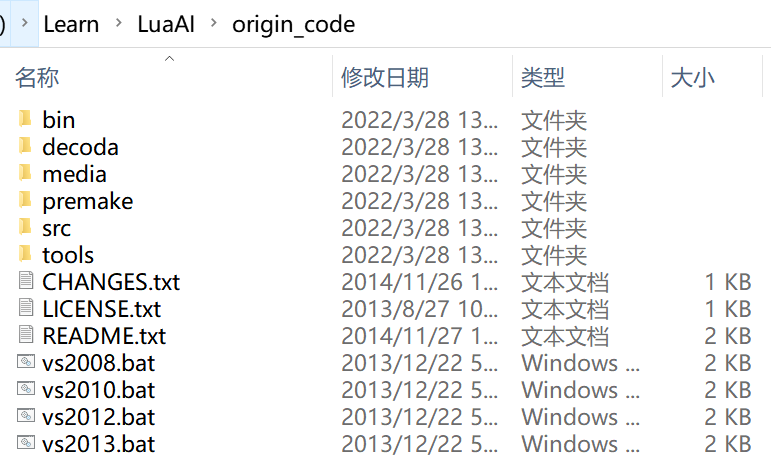 ) › Learn › LuaAI › origin_code
名称 修改日期 类型 大小
bin 2022/3/28 13... 文件夹
decoda 2022/3/28 13... 文件夹
media 2022/3/28 13... 文件夹
premake 2022/3/28 13... 文件夹
src 2022/3/28 13... 文件夹
tools 2022/3/28 13... 文件夹
CHANGES.txt 2014/11/26 1... 文本文档 1 KB
LICENSE.txt 2013/8/27 10... 文本文档 1 KB
README.txt 2014/11/27 1... 文本文档 2 KB
vs2008.bat 2013/12/22 5... Windows ... 2 KB
vs2010.bat 2013/12/22 5... Windows ... 2 KB
vs2012.bat 2013/12/22 5... Windows ... 2 KB
vs2013.bat 2013/12/22 5... Windows ... 2 KB